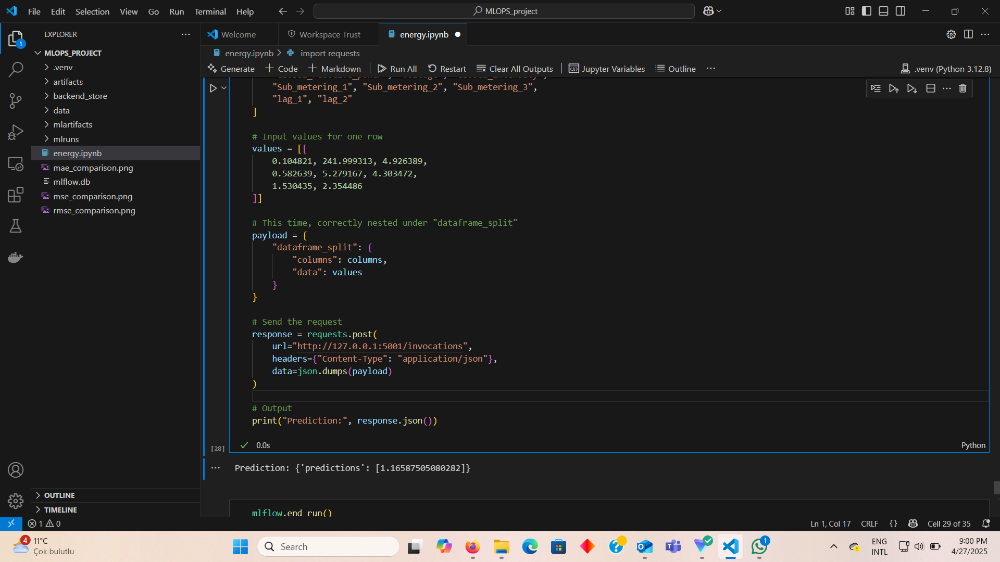 File Edit Selection View Go Run Terminal Help
MLOPS_project
EXPLORER
Welcome
Workspace Trust
energy.ipynb
1
MLOPS_PROJECT
.venv
artifacts
backend_store
data
mlartifacts
mlruns
energy.ipynb
mae_comparison.png
mlflow.db
mse_comparison.png
rmse_comparison.png
OUTLINE
TIMELINE
energy.ipynb > import requests
Generate + Code + Markdown Run All Restart Clear All Outputs Jupyter Variables Outline ...
.venv (Python 3.12.8)
"Sub_metering_1", "Sub_metering_2", "Sub_metering_3",
"lag_1", "lag_2"
]
# Input values for one row
values = [[
0.104821, 241.999313, 4.926389,
0.582639, 5.279167, 4.303472,
1.530435, 2.354486
]]
# This time, correctly nested under "dataframe_split"
payload = {
"dataframe_split": {
"columns": columns,
"data": values
}
}
# Send the request
response = requests.post(
url="http://127.0.0.1:5001/invocations",
headers={"Content-Type": "application/json"},
data=json.dumps(payload)
)
# Output
print("Prediction:", response.json())
[28]
0.0s
Python
Prediction: {'predictions': [1.16587505080282]}
mlflow.end_run()
1 0
Ln 1, Col 17 CRLF {} Cell 29 of 35
4
11°C
Çok bulutlu
Search
1
ENG
INTL
9:00 PM
4/27/2025